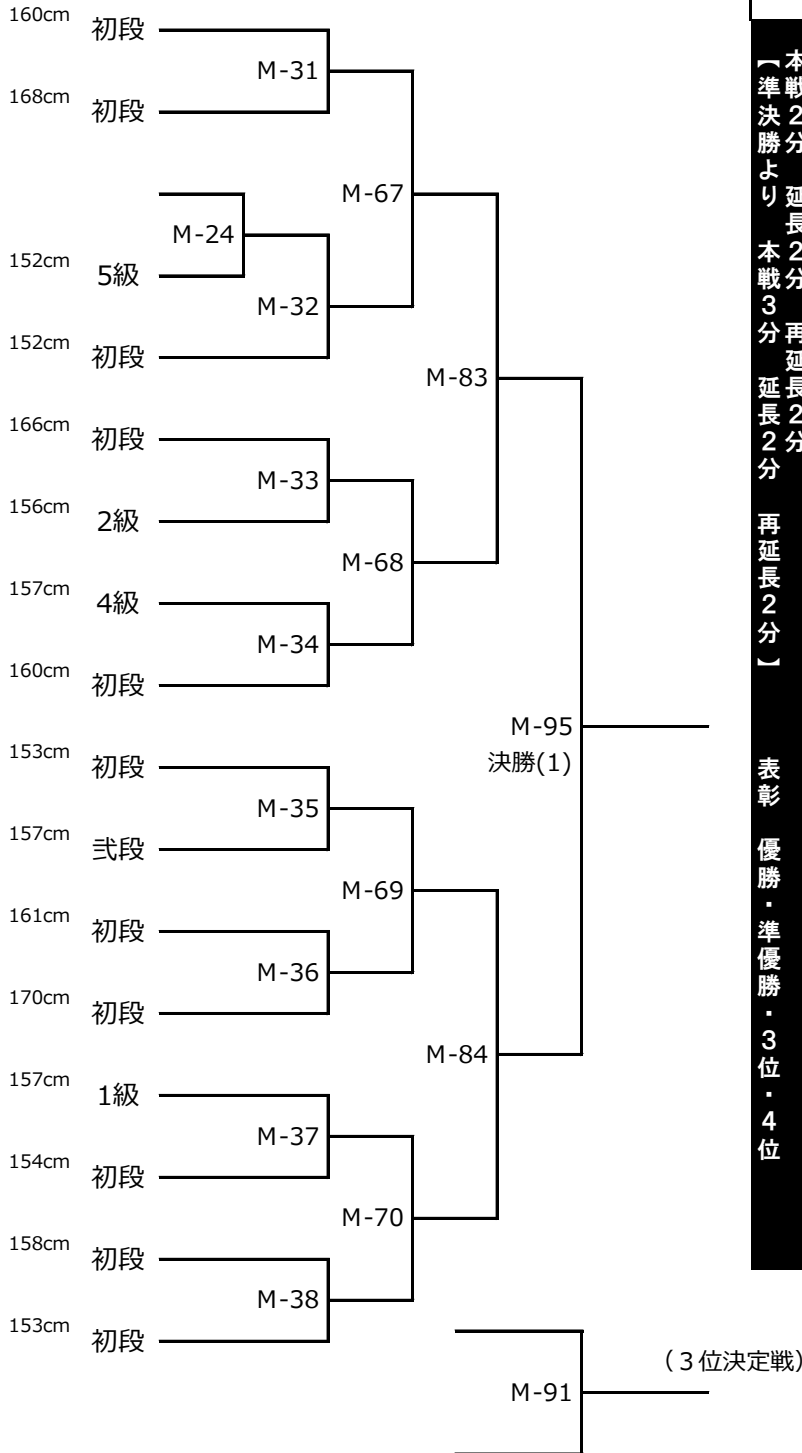 160cm 初段
M-31
168cm 初段
M-67
M-24
152cm 5級
M-32
152cm 初段
M-83
166cm 初段
M-33
156cm 2級
M-68
157cm 4級
M-34
160cm 初段
M-95
決勝(1)
153cm 初段
M-35
157cm 弐段
M-69
161cm 初段
M-36
170cm 初段
M-84
157cm 1級
M-37
154cm 初段
M-70
158cm 初段
M-38
153cm 初段
(3位決定戦)
M-91
本戦2分 延長2分 再延長2分
【準決勝より 本戦3分 延長2分 再延長2分】 表彰 優勝・準優勝・3位・4位